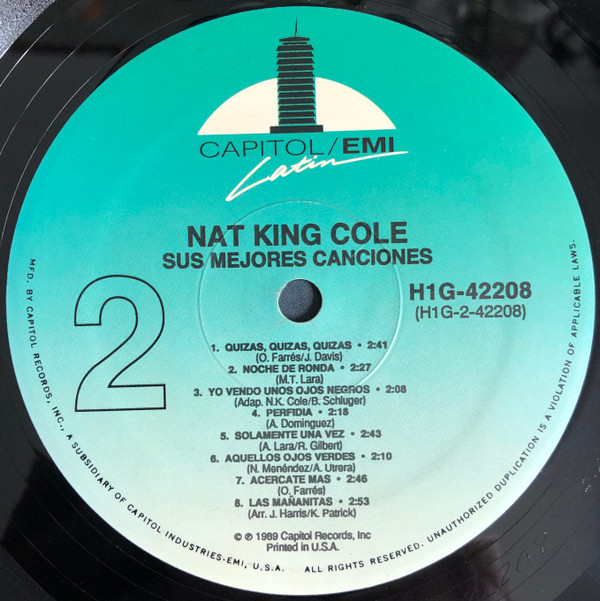 CAPITOL/EMI
Latin
NAT KING COLE
SUS MEJORES CANCIONES
2
H1G-42208
(H1G-2-42208)
1. QUIZAS, QUIZAS, QUIZAS • 2:41
(O. Farrés/J. Davis)
2. NOCHE DE RONDA • 2:27
(M.T. Lara)
3. YO VENDO UNOS OJOS NEGROS • 2:08
(Adap. N.K. Cole/B. Schluger)
4. PERFIDIA • 2:18
(A. Dominguez)
5. SOLAMENTE UNA VEZ • 2:43
(A. Lara/R. Gilbert)
6. AQUELLOS OJOS VERDES • 2:10
(N. Menéndez/A. Utrera)
7. ACERCATE MAS • 2:46
(O. Farrés)
8. LAS MAÑANITAS • 2:53
(Arr. J. Harris/K. Patrick)
© ℗ 1989 Capitol Records, Inc
Printed in U.S.A.
MFD. BY CAPITOL RECORDS, INC., A SUBSIDIARY OF CAPITOL INDUSTRIES-EMI, U.S.A. ALL RIGHTS RESERVED. UNAUTHORIZED DUPLICATION IS A VIOLATION OF APPLICABLE LAWS.